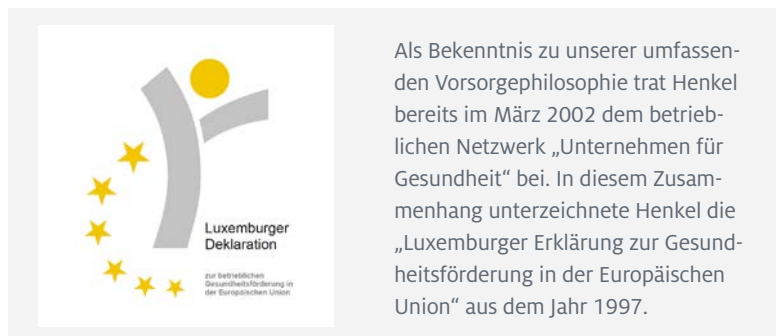 Luxemburger
Deklaration
zur betrieblichen
Gesundheitsförderung in
der Europäischen Union
Als Bekenntnis zu unserer umfassen-
den Vorsorgephilosophie trat Henkel
bereits im März 2002 dem betrieb-
lichen Netzwerk „Unternehmen für
Gesundheit“ bei. In diesem Zusam-
menhang unterzeichnete Henkel die
„Luxemburger Erklärung zur Gesund-
heitsförderung in der Europäischen
Union“ aus dem Jahr 1997.